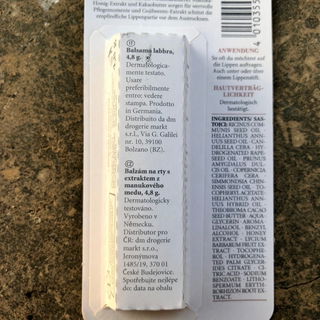 Honig Extrakt und Kakaobutter sorgen für wertvolle
Pflegemomente und Goji
Extrakt schützt die
empfindliche Lippenpartie vor dem Austrocknen.
4010355
IT
Balsamo labbra,
4,8 g.
Dermatologica-
mente testato.
Usare
preferibilmente
entro: vedere
stampa. Prodotto
in Germania.
Distribuito da dm
drogerie markt
s.r.l., Via G. Galilei
nr. 10, 39100
Bolzano (BZ).
CZ
Balzám na rty s
extraktem z
manukového
medu, 4,8 g.
Dermatologicky
testováno.
Vyrobeno v
Německu.
Distributor pro
ČR: dm drogerie
markt s.r.o.,
Jeronýmova
1485/19, 370 01
České Budějovice.
Spotřebujte nejlépe
do: data na obalu
ANWENDUNG
So oft du möchtest auf
die Lippen auftragen.
Auch unter oder über
einem Lippenstift.
HAUTVERTRÄG-
LICHKEIT
Dermatologisch
bestätigt.
INGREDIENTS/ SAS-
TOJCI: RICINUS COM-
MUNIS SEED OIL ·
HELIANTHUS ANN-
UUS SEED OIL · CAN-
DELILLA CERA · HY-
DROGENATED RAPE-
SEED OIL · PRUNUS
AMYGDALUS DUL-
CIS OIL · COPERNICIA
CERIFERA CERA ·
SIMMONDSIA CHIN-
ENSIS SEED OIL · TO-
COPHERYL ACETATE ·
HELIANTHUS ANN-
UUS HYBRID OIL ·
THEOBROMA CACAO
SEED BUTTER · AQUA ·
GLYCERIN · AROMA ·
LINALOOL · BENZYL
ALCOHOL · HONEY
EXTRACT · LYCIUM
BARBARUM FRUIT EX-
TRACT · TOCOPHE-
ROL · HYDROGENAT-
ED PALM GLYCER-
IDES CITRATE · CI-
TRIC ACID · SODIUM
BENZOATE · LITHO-
SPERMUM ERYTH-
RORHIZON ROOT EX-
TRACT.